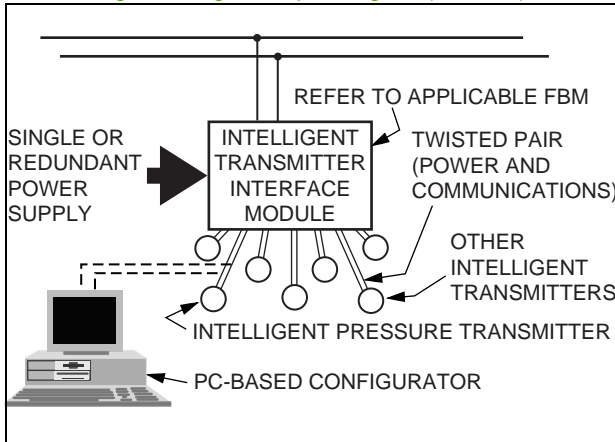 REFER TO APPLICABLE FBM
SINGLE OR
REDUNDANT
POWER
SUPPLY
INTELLIGENT
TRANSMITTER
INTERFACE
MODULE
TWISTED PAIR
(POWER AND
COMMUNICATIONS)
OTHER
INTELLIGENT
TRANSMITTERS
INTELLIGENT PRESSURE TRANSMITTER
PC-BASED CONFIGURATOR